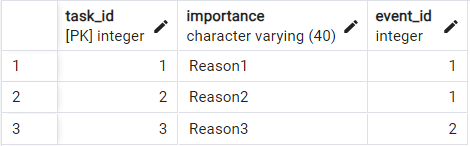 task_id importance event_id
[PK] integer character varying (40) integer
1 1 Reason1 1
2 2 Reason2 1
3 3 Reason3 2